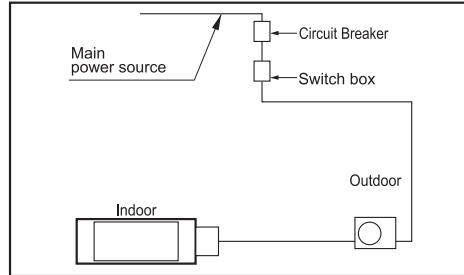 Circuit Breaker
Main
power source
Switch box
Outdoor
Indoor